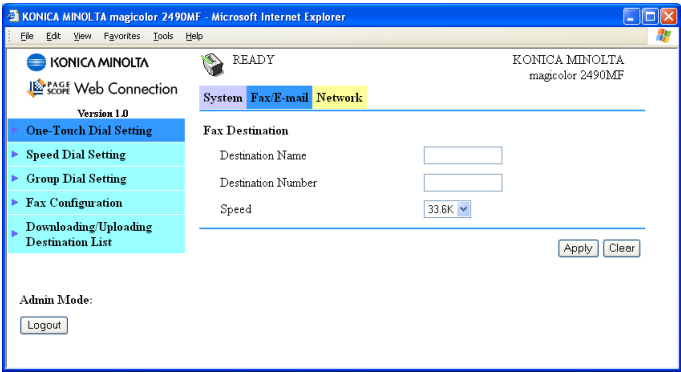 KONICA MINOLTA magicolor 2490MF - Microsoft Internet Explorer
File Edit View Favorites Tools Help
KONICA MINOLTA
PAGE SCOPE Web Connection
Version 1.0
READY
KONICA MINOLTA
magicolor 2490MF
System Fax/E-mail Network
One-Touch Dial Setting
Speed Dial Setting
Group Dial Setting
Fax Configuration
Downloading/Uploading
Destination List
Admin Mode:
Logout
Fax Destination
Destination Name
Destination Number
Speed 33.6K
Apply Clear